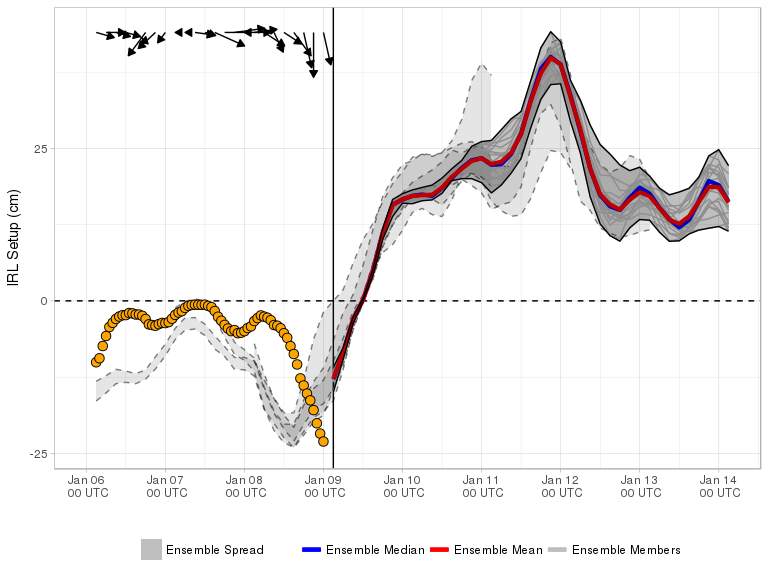 IRL Setup (cm)
25
0
-25
Jan 06 Jan 07 Jan 08 Jan 09 Jan 10 Jan 11 Jan 12 Jan 13 Jan 14
00 UTC 00 UTC 00 UTC 00 UTC 00 UTC 00 UTC 00 UTC 00 UTC 00 UTC
Ensemble Spread Ensemble Median Ensemble Mean Ensemble Members